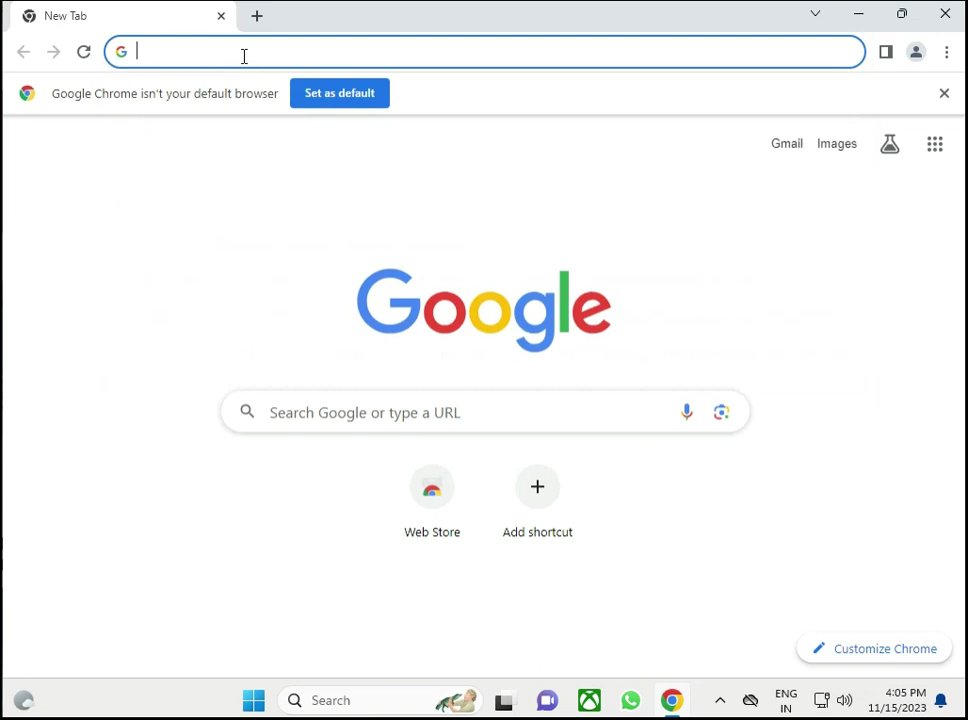 New Tab
Google Chrome isn't your default browser
Set as default
Gmail
Images
Google
Search Google or type a URL
Web Store
Add shortcut
Customize Chrome
Search
ENG
IN
4:05 PM
11/15/2023